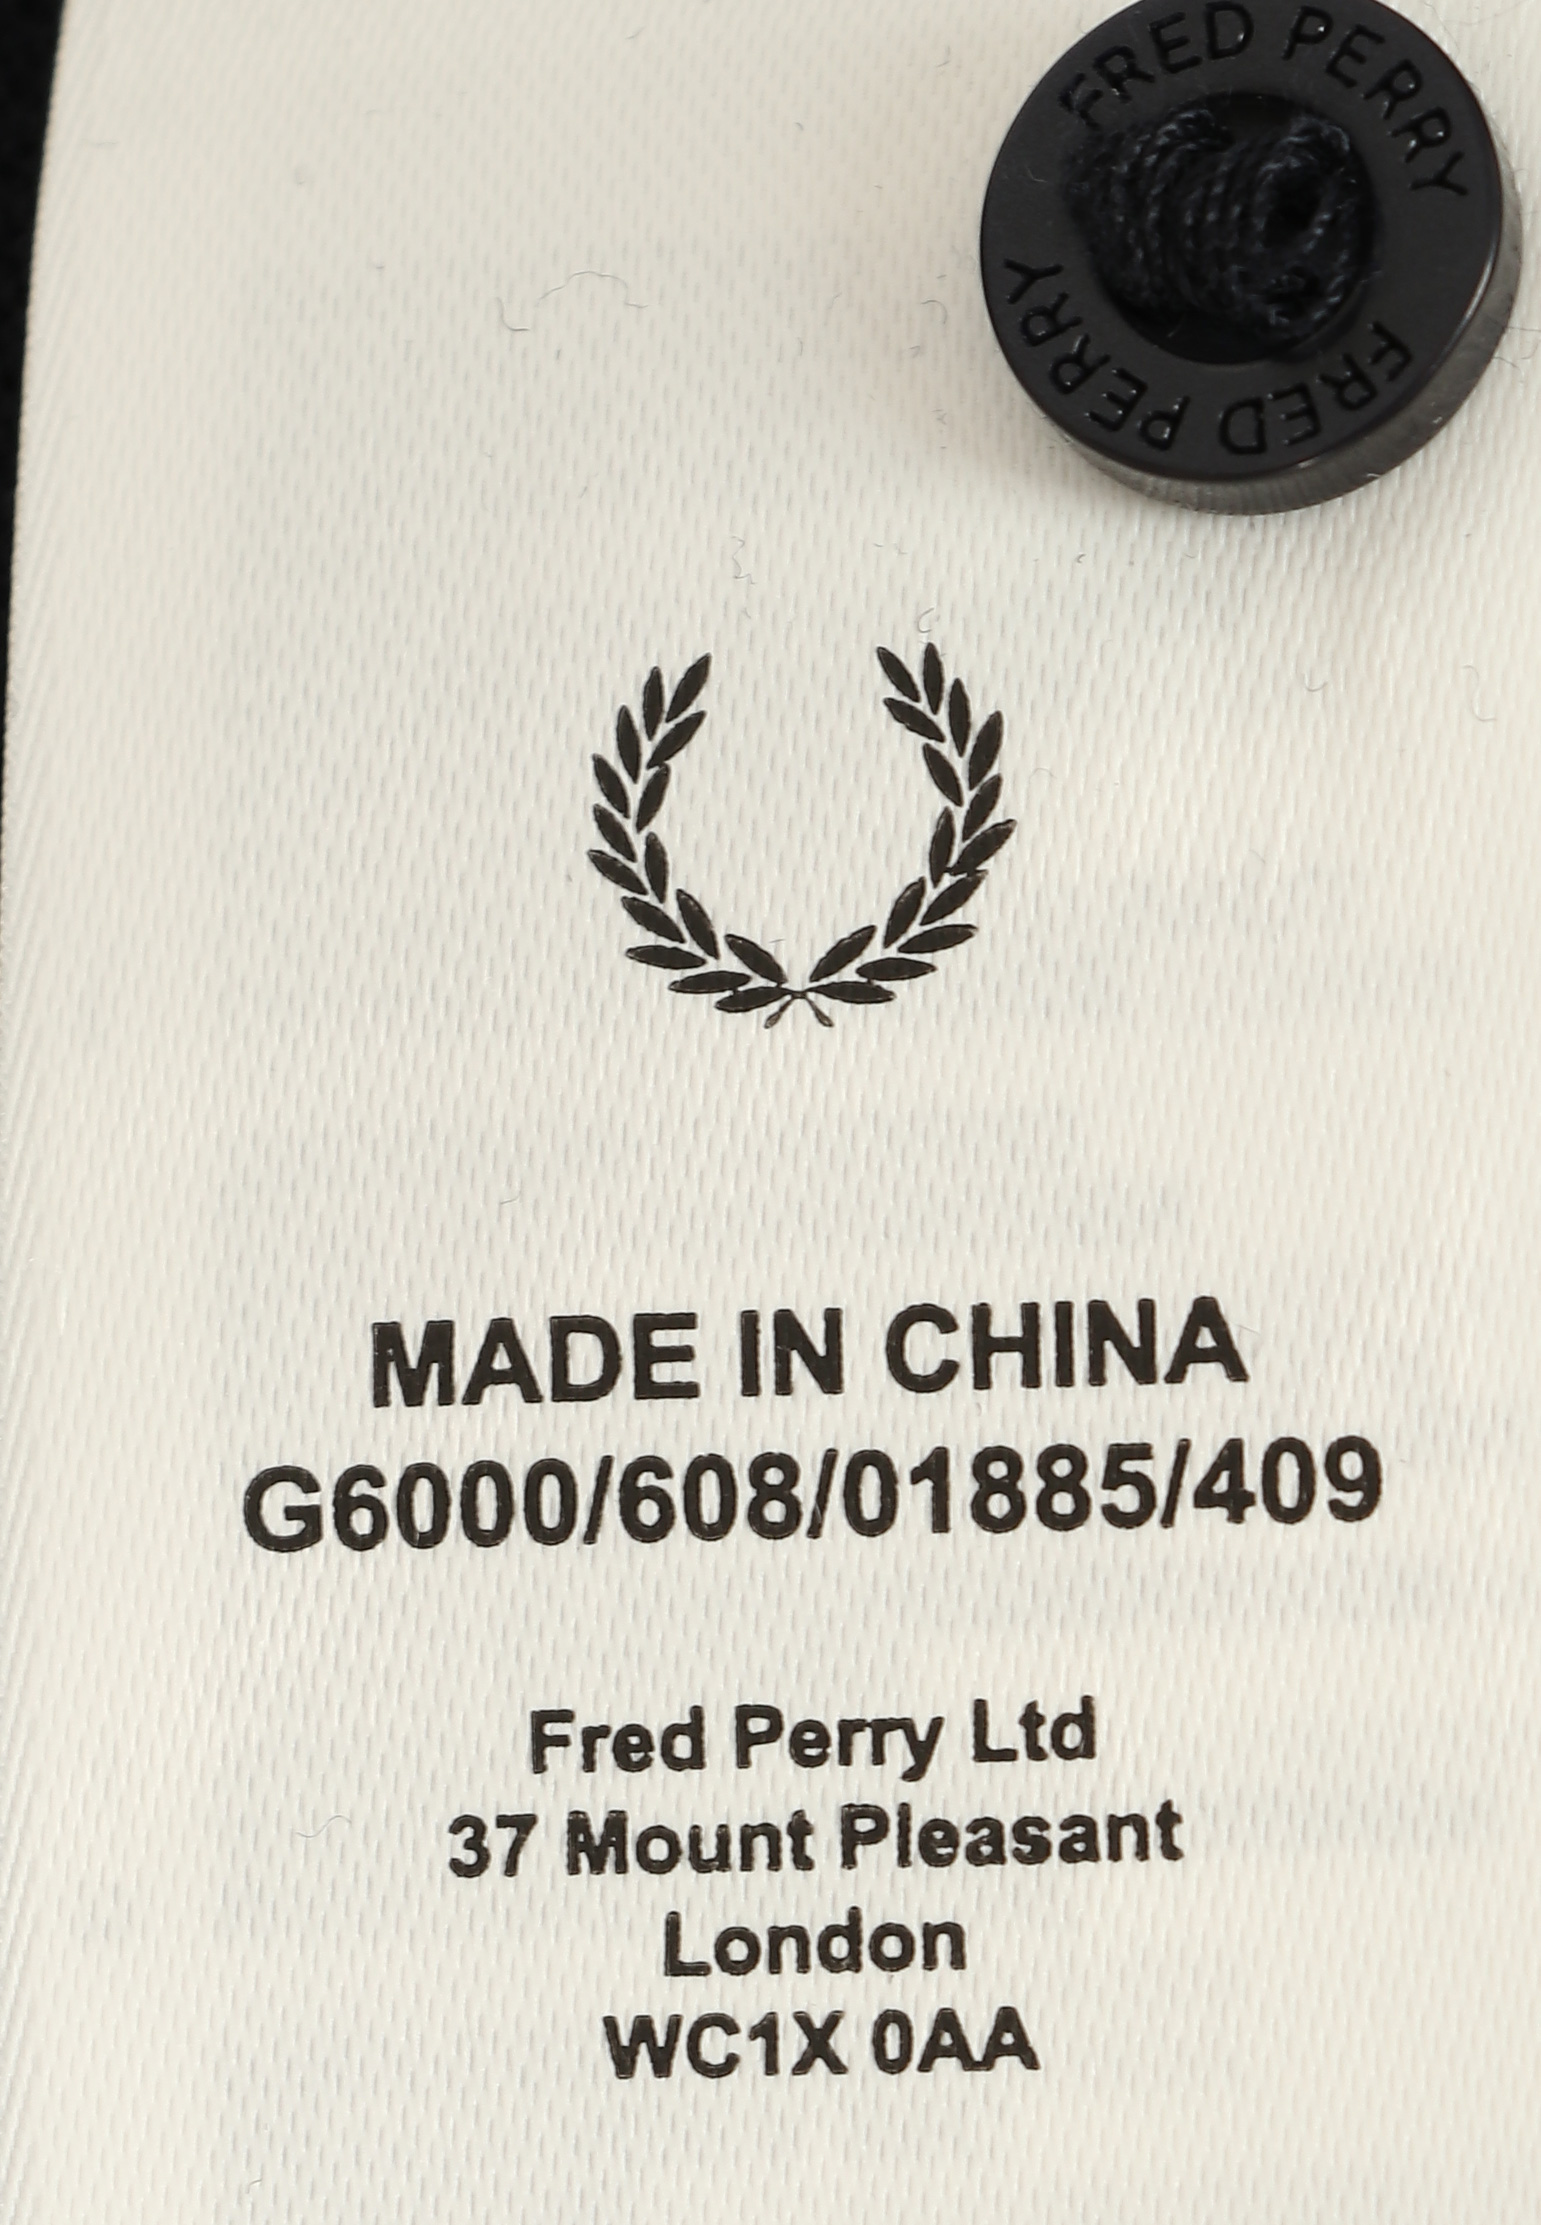 FRED PERRY
FRED PERRY
MADE IN CHINA
G6000/608/01885/409
Fred Perry Ltd
37 Mount Pleasant
London
WC1X 0AA